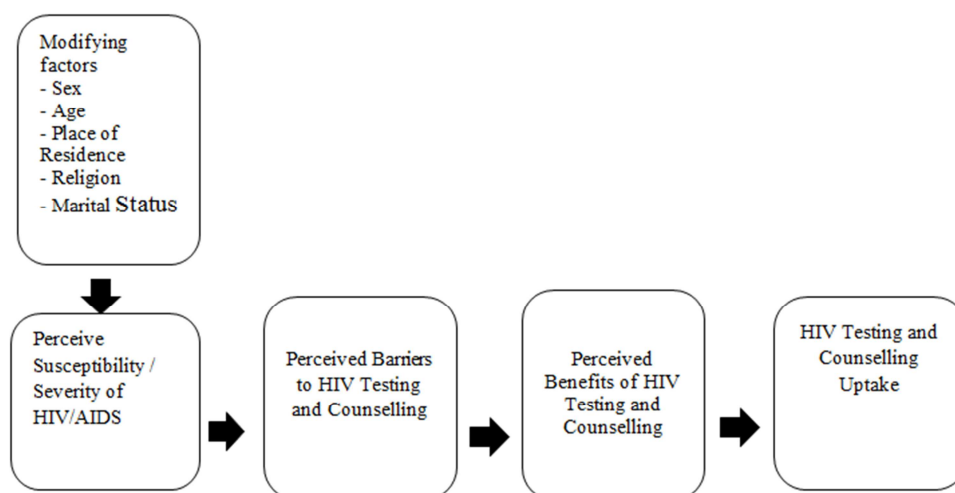 Modifying
factors
- Sex
- Age
- Place of
Residence
- Religion
- Marital Status
Perceive
Susceptibility /
Severity of
HIV/AIDS
Perceived Barriers
to HIV Testing
and Counselling
Perceived
Benefits of HIV
Testing and
Counselling
HIV Testing and
Counselling
Uptake